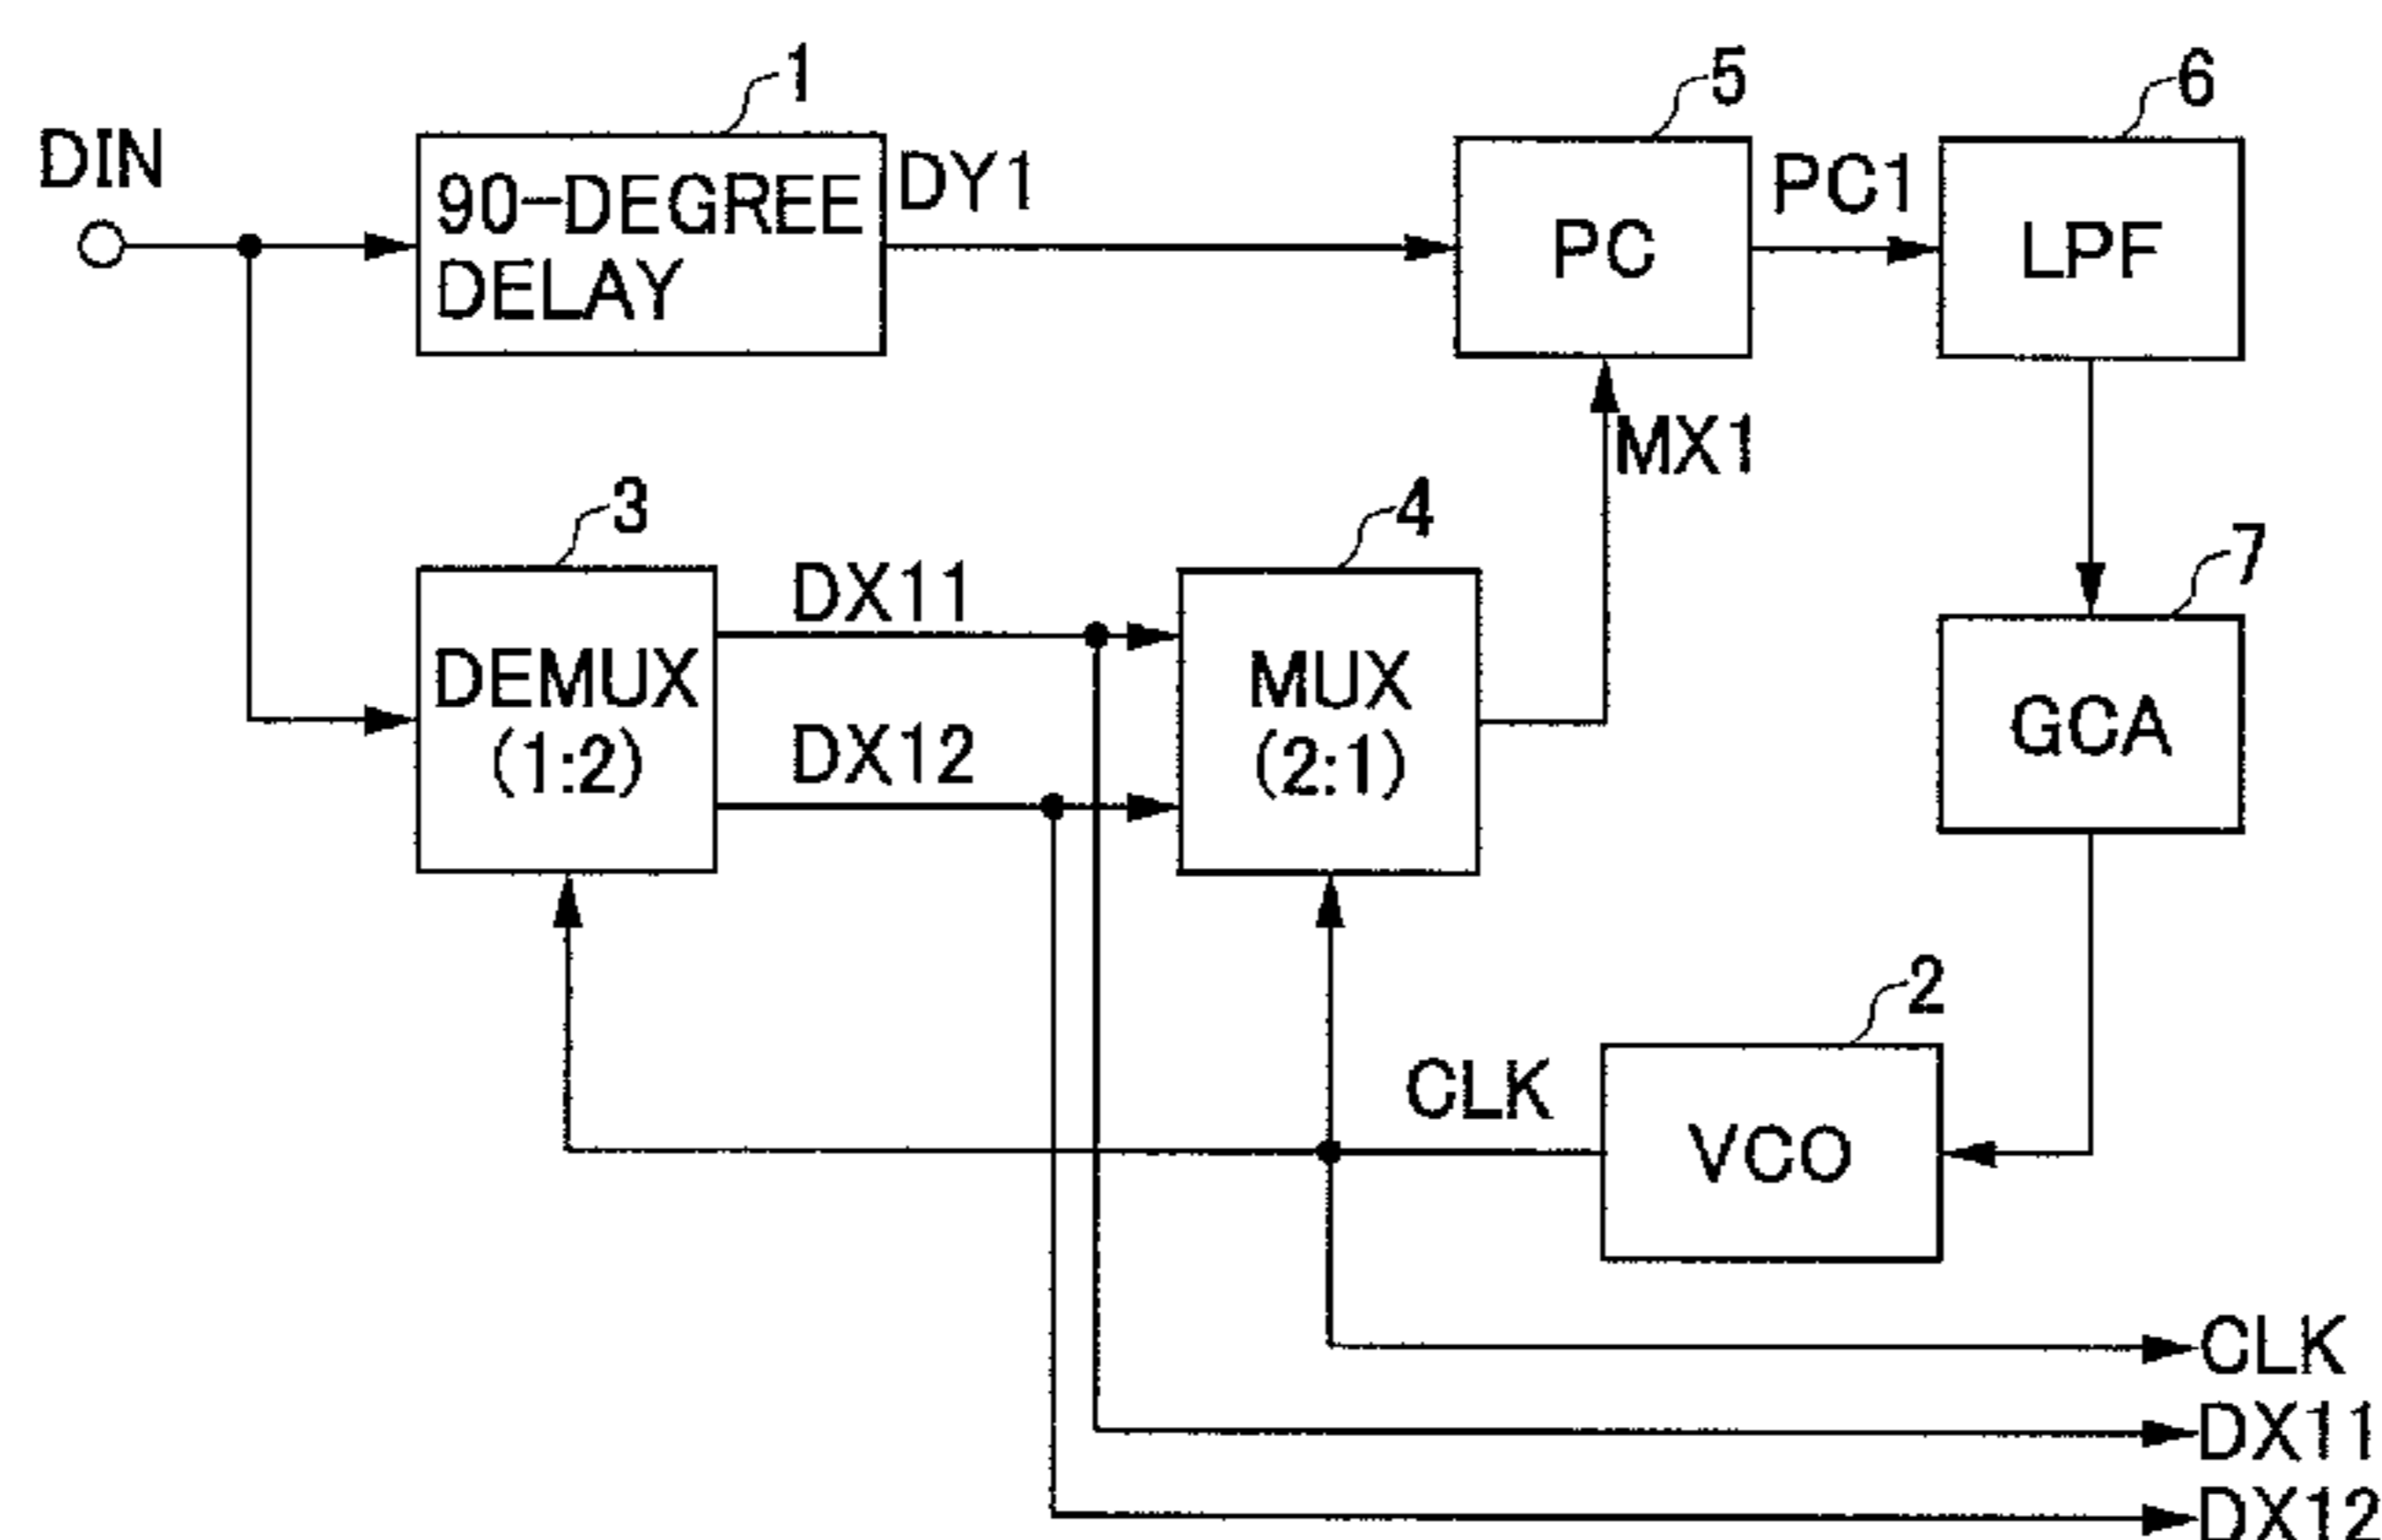 1
5
6
DIN
90-DEGREE
DELAY
DY1
PC
PC1
LPF
MX1
3
4
7
DX11
DEMUX
(1:2)
DX12
MUX
(2:1)
GCA
2
CLK
VCO
CLK
DX11
DX12